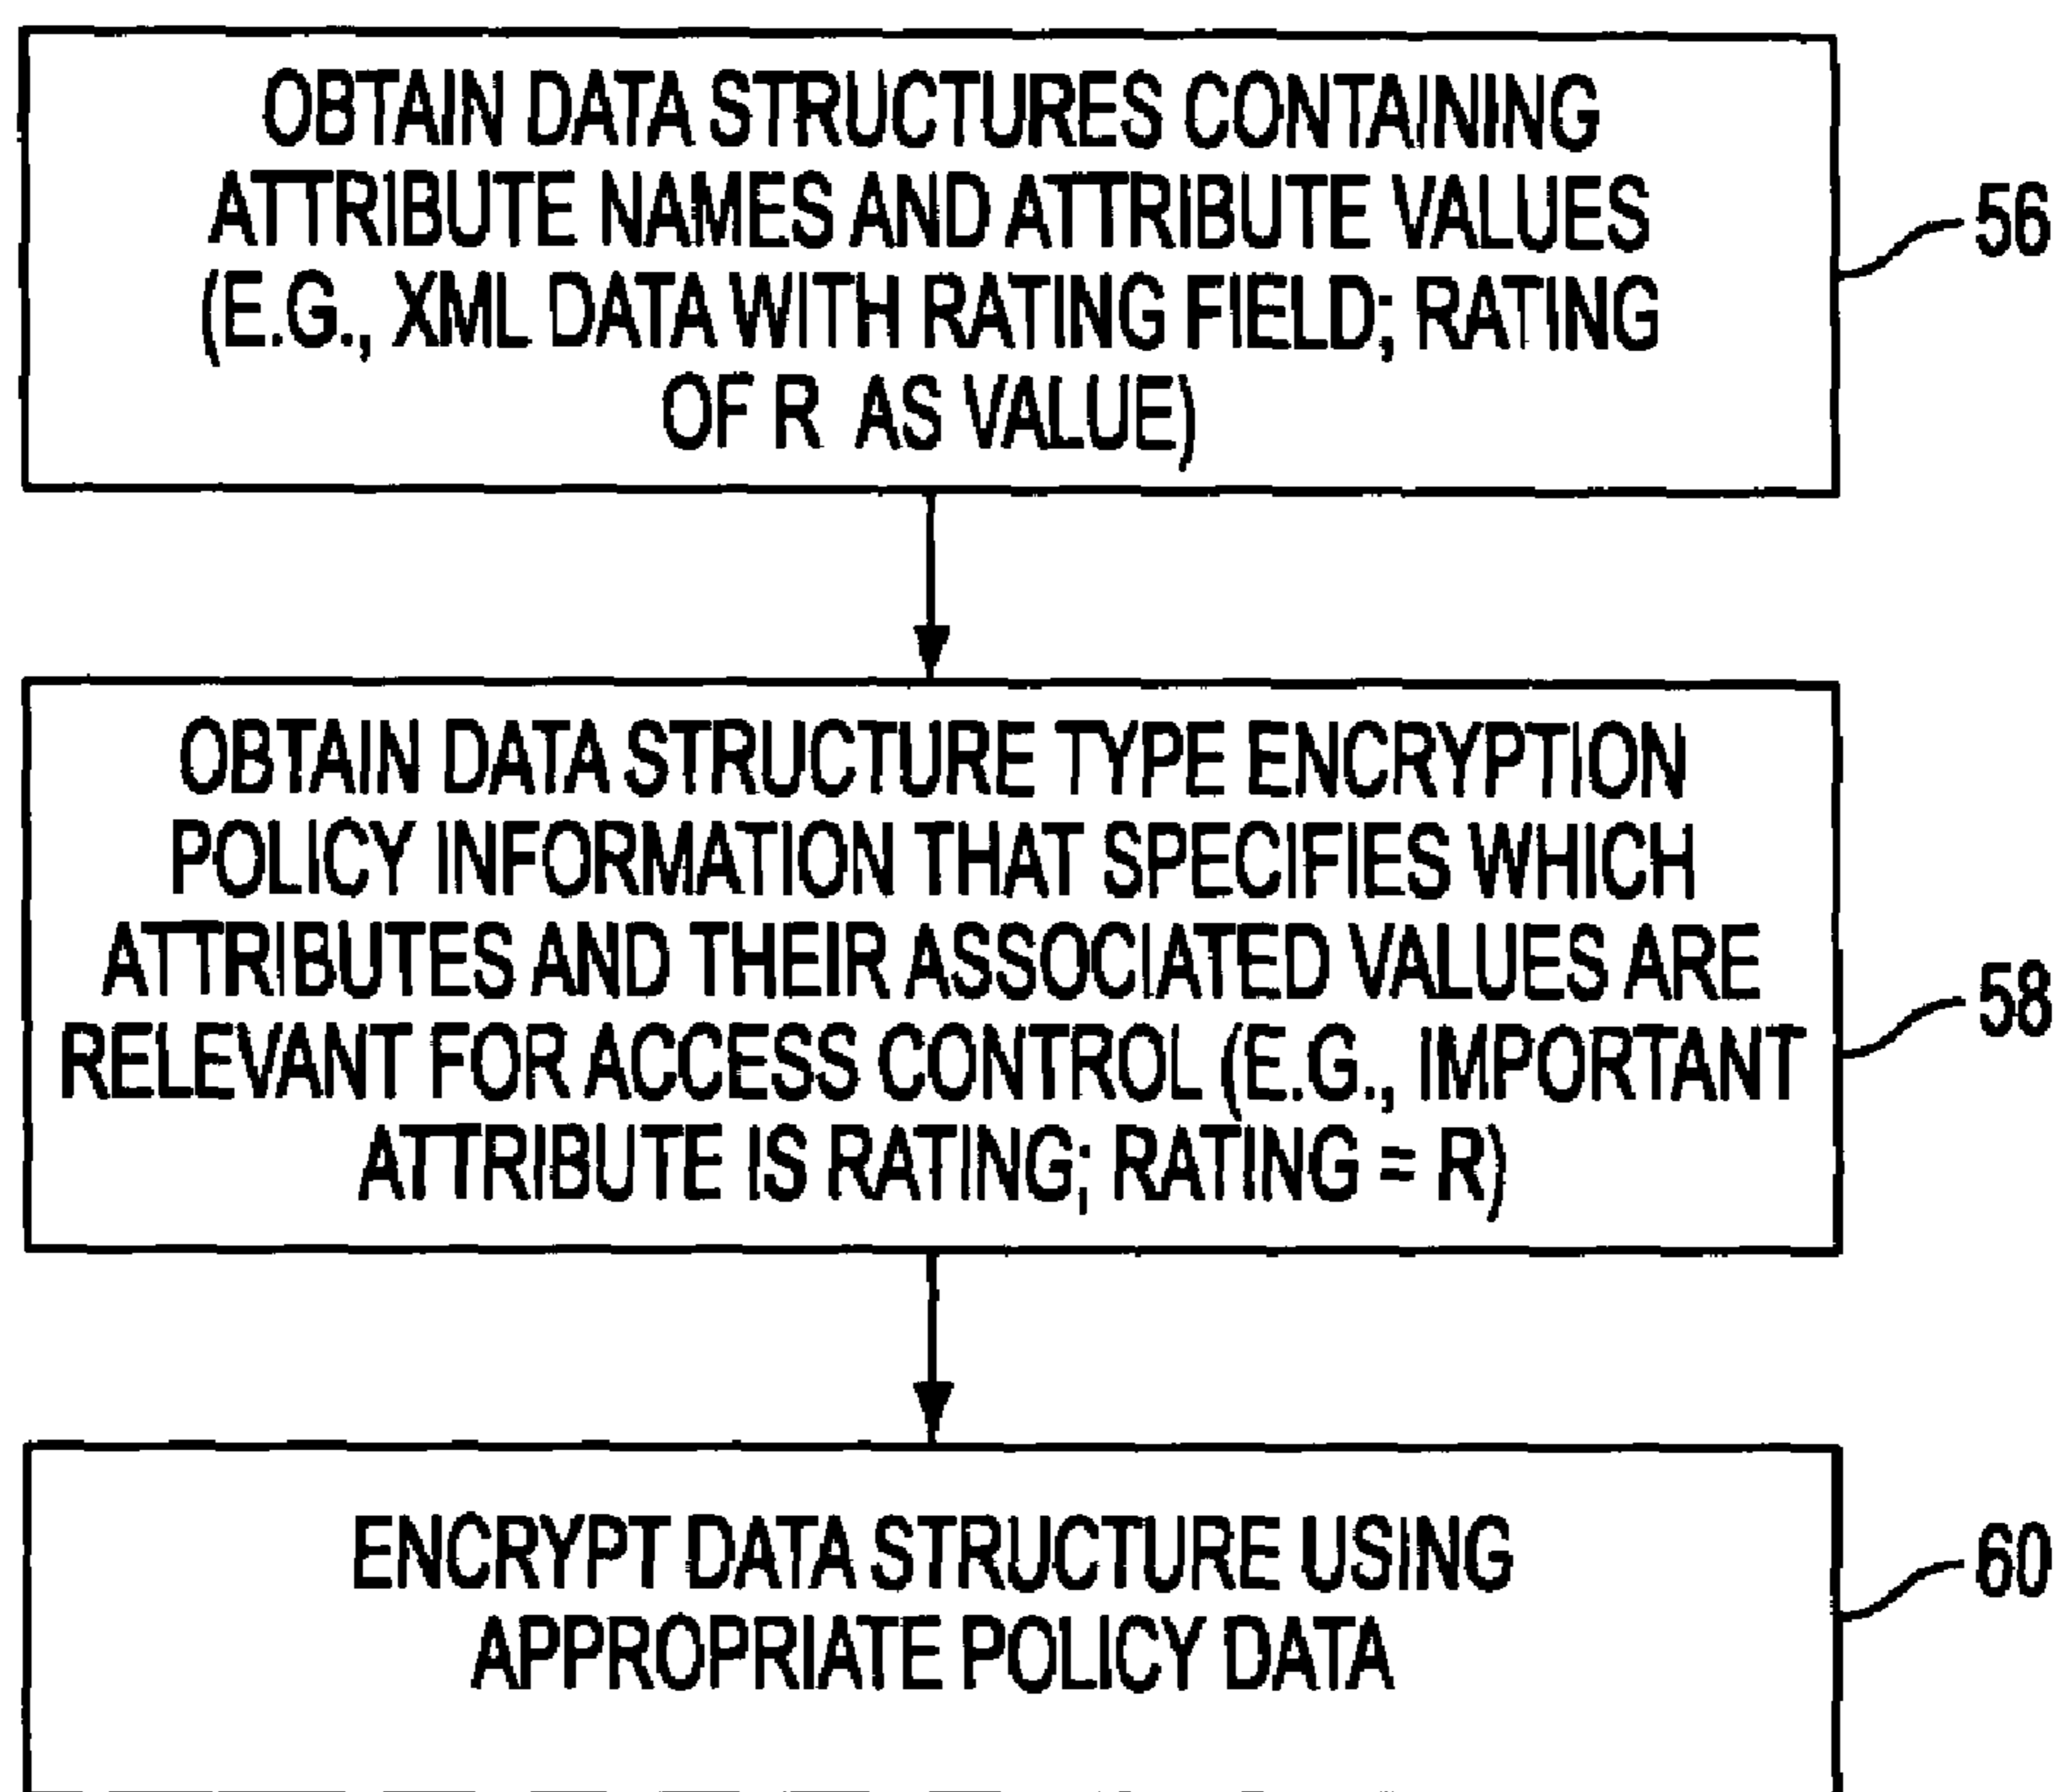 OBTAIN DATA STRUCTURES CONTAINING
ATTRIBUTE NAMES AND ATTRIBUTE VALUES
(E.G., XML DATA WITH RATING FIELD; RATING
OF R AS VALUE)
56
OBTAIN DATA STRUCTURE TYPE ENCRYPTION
POLICY INFORMATION THAT SPECIFIES WHICH
ATTRIBUTES AND THEIR ASSOCIATED VALUES ARE
RELEVANT FOR ACCESS CONTROL (E.G., IMPORTANT
ATTRIBUTE IS RATING; RATING = R)
58
ENCRYPT DATA STRUCTURE USING
APPROPRIATE POLICY DATA
60